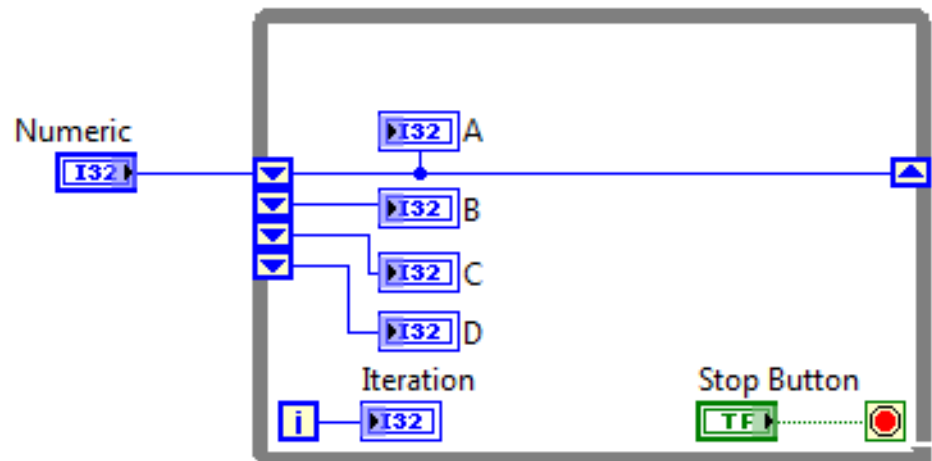 Numeric
I32
I32 A
I32 B
I32 C
I32 D
Iteration
i I32
Stop Button
TF